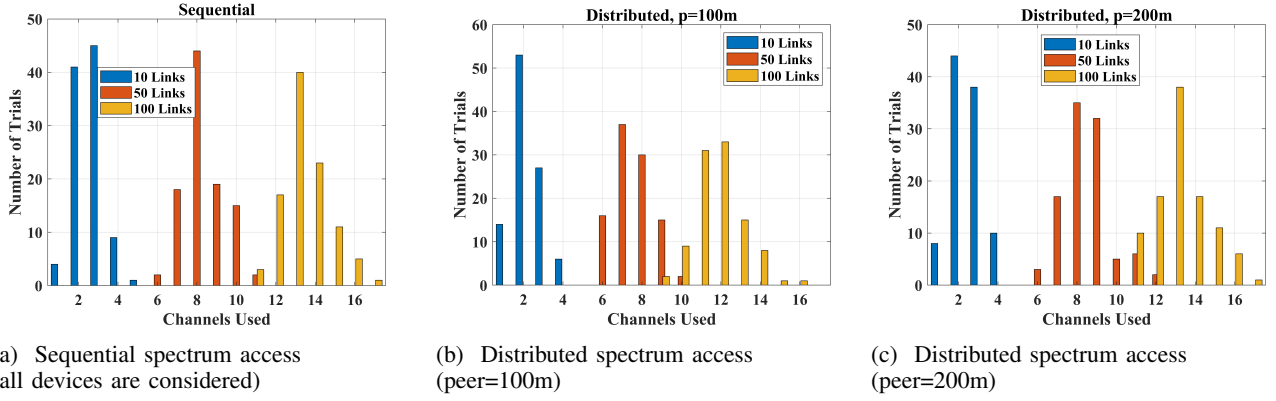 Sequential
50
40
30
20
10
0
Number of Trials
10 Links
50 Links
100 Links
2 4 6 8 10 12 14 16
Channels Used
a) Sequential spectrum access
all devices are considered)
Distributed, p=100m
60
50
40
30
20
10
0
Number of Trials
10 Links
50 Links
100 Links
2 4 6 8 10 12 14 16
Channels Used
(b) Distributed spectrum access
(peer=100m)
Distributed, p=200m
50
40
30
20
10
0
Number of Trials
10 Links
50 Links
100 Links
2 4 6 8 10 12 14 16
Channels Used
(c) Distributed spectrum access
(peer=200m)